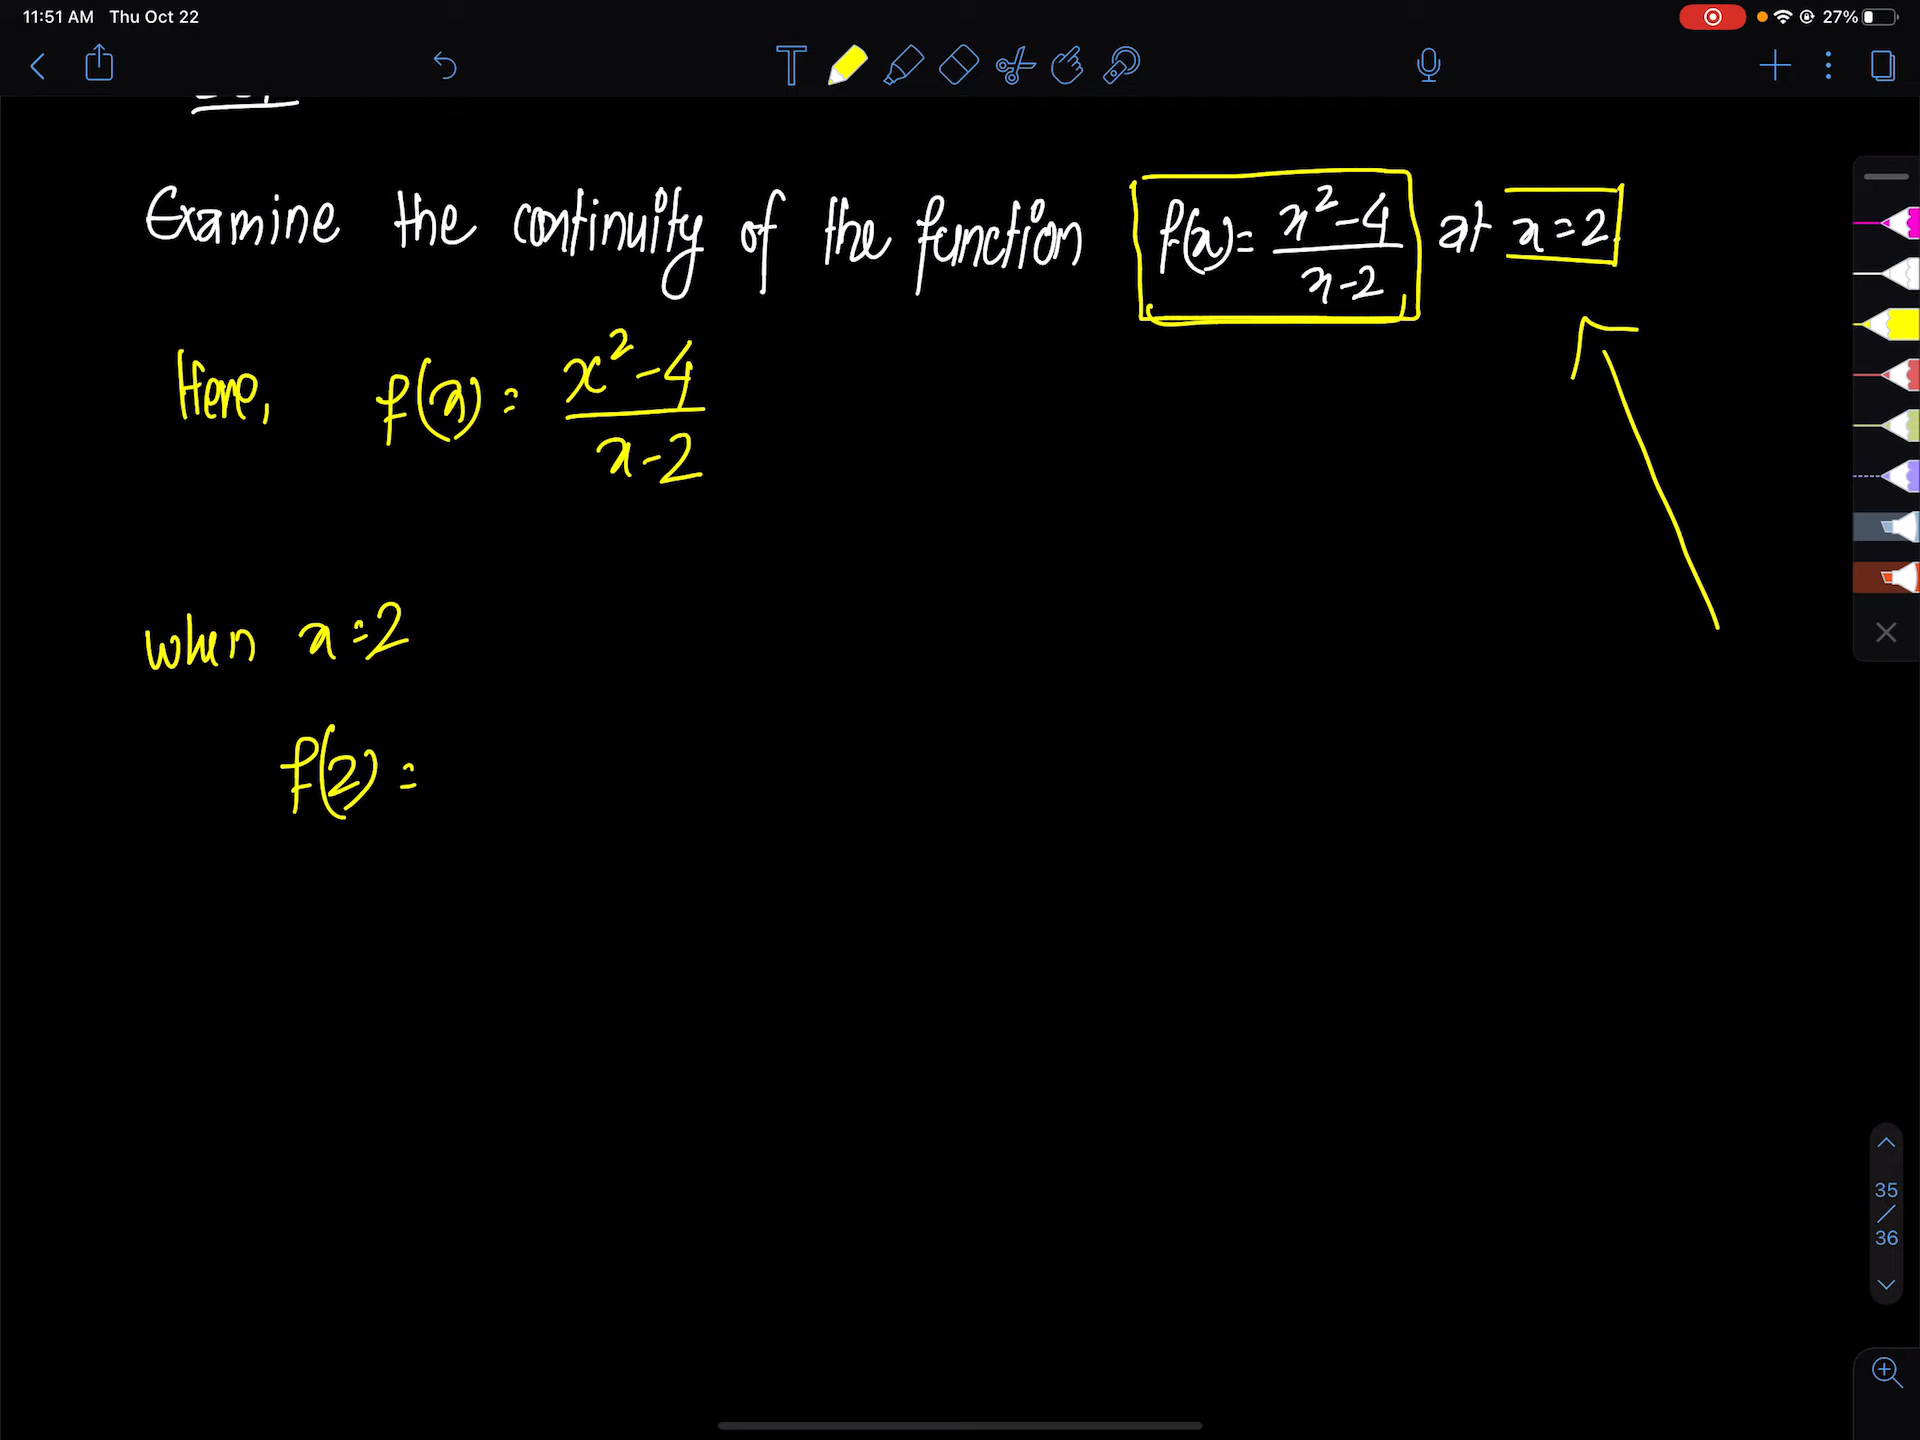 11:51 AM Thu Oct 22
27%
Examine the continuity of the function f(x) = (x² - 4)/(x - 2) at x = 2
Here, f(x) = (x² - 4)/(x - 2)
when x = 2
f(2) =
35
/
36